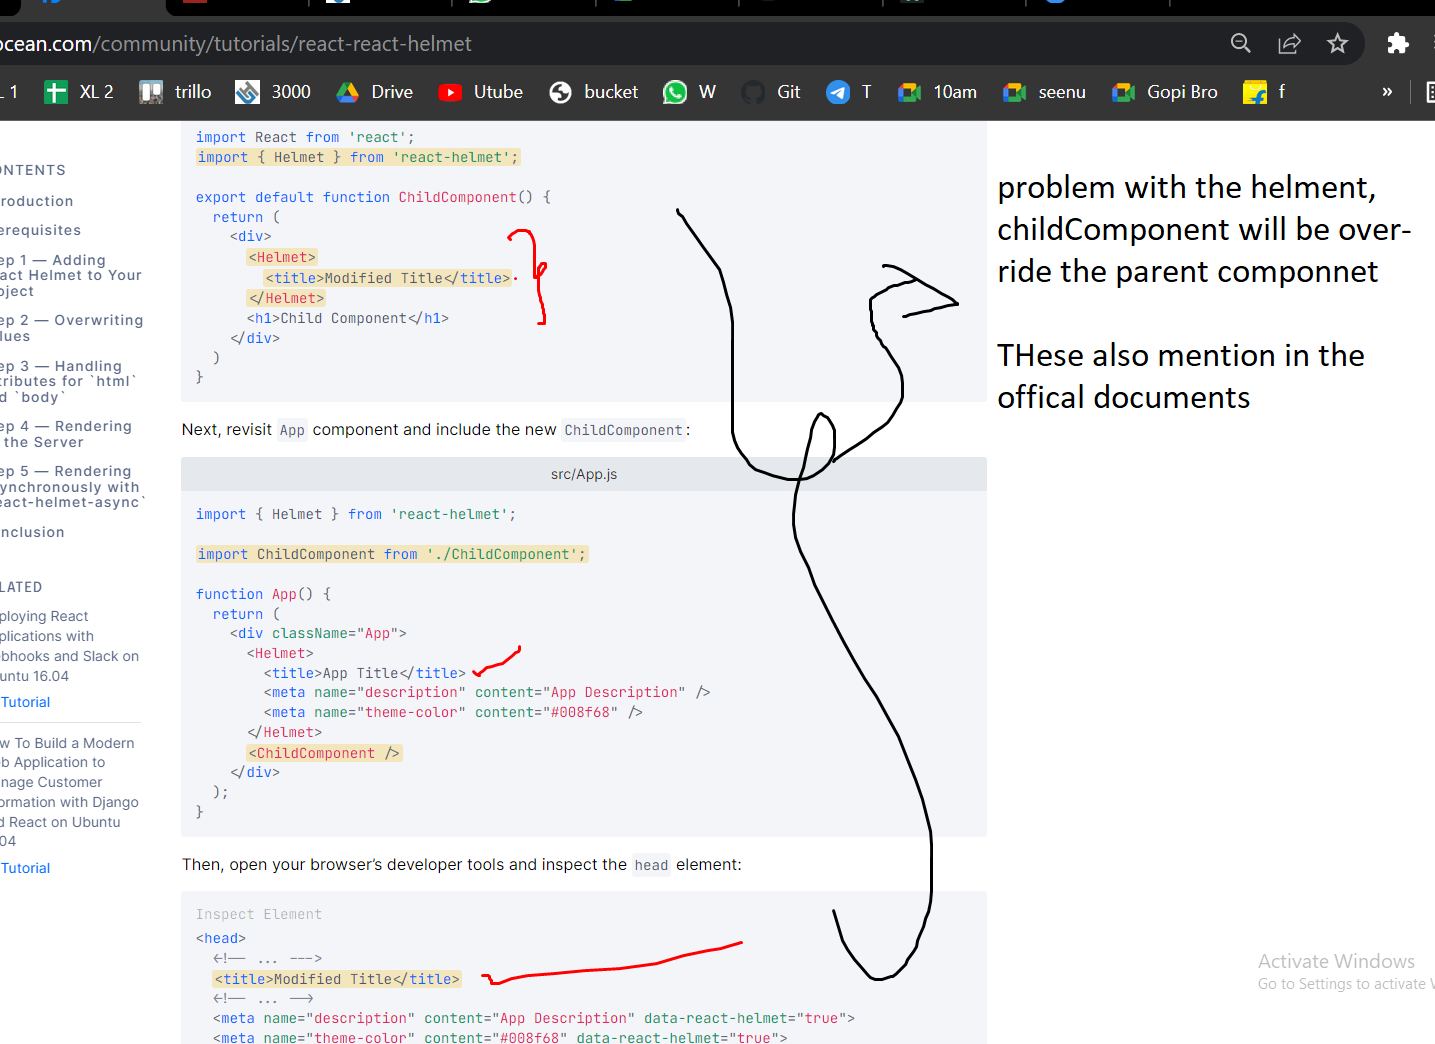 ocean.com/community/tutorials/react-react-helmet
L 1 XL 2 trillo 3000 Drive Utube bucket W Git T 10am seenu Gopi Bro f »
ONTENTS
roduction
erequisites
ep 1 — Adding
act Helmet to Your
oject
ep 2 — Overwriting
lues
ep 3 — Handling
tributes for `html`
d `body`
ep 4 — Rendering
the Server
ep 5 — Rendering
ynchronously with
eact-helmet-async`
nclusion
LATED
ploying React
plications with
bhooks and Slack on
untu 16.04
Tutorial
w To Build a Modern
b Application to
nage Customer
ormation with Django
d React on Ubuntu
04
Tutorial
import React from 'react';
import { Helmet } from 'react-helmet';
export default function ChildComponent() {
return (
<div>
<Helmet>
<title>Modified Title</title>
</Helmet>
<h1>Child Component</h1>
</div>
)
}
Next, revisit App component and include the new ChildComponent:
src/App.js
import { Helmet } from 'react-helmet';
import ChildComponent from './ChildComponent';
function App() {
return (
<div className="App">
<Helmet>
<title>App Title</title>
<meta name="description" content="App Description" />
<meta name="theme-color" content="#008f68" />
</Helmet>
<ChildComponent />
</div>
);
}
Then, open your browser's developer tools and inspect the head element:
Inspect Element
<head>
<!-- ... --->
<title>Modified Title</title>
<!-- ... -->
<meta name="description" content="App Description" data-react-helmet="true">
<meta name="theme-color" content="#008f68" data-react-helmet="true">
problem with the helment,
childComponent will be over-
ride the parent componnet
THese also mention in the
offical documents
Activate Windows
Go to Settings to activate W